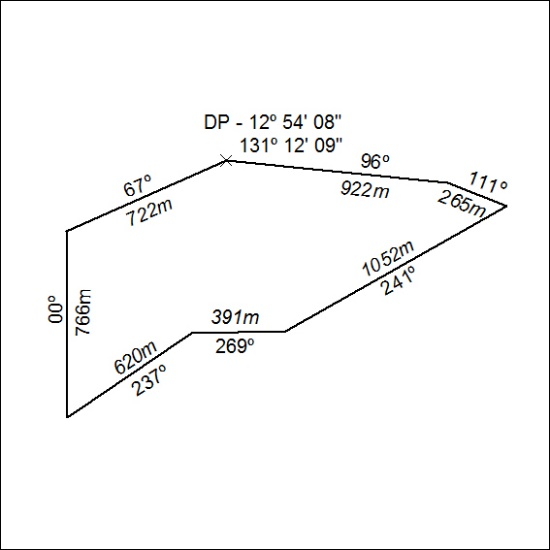 DP - 12º 54' 08"
131º 12' 09"
96º
922m
111º
265m
67º
722m
1052m
241º
00º
766m
391m
269º
620m
237º